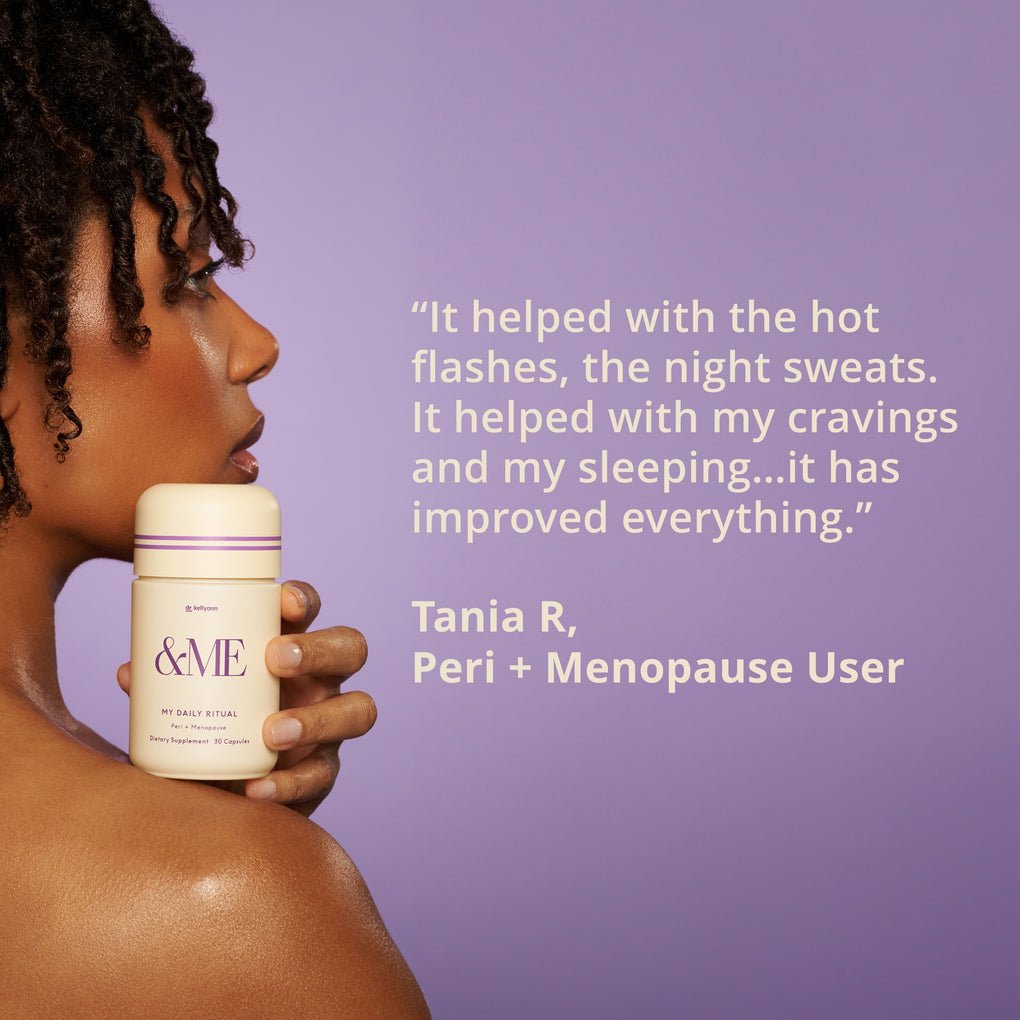 “It helped with the hot
flashes, the night sweats.
It helped with my cravings
and my sleeping...it has
improved everything.”
Tania R,
Peri + Menopause User
dr. kellyann
&ME
MY DAILY RITUAL
Peri + Menopause
Dietary Supplement 30 Capsules